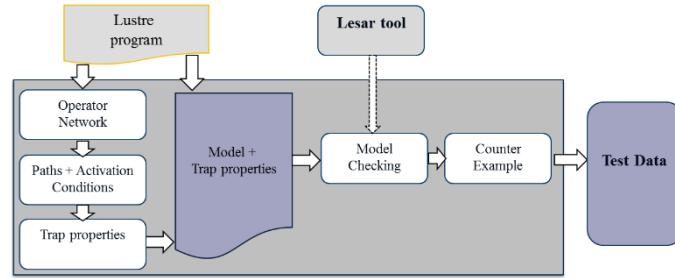 Lustre
program
Lesar tool
Operator
Network
Paths + Activation
Conditions
Trap properties
Model +
Trap properties
Model
Checking
Counter
Example
Test Data